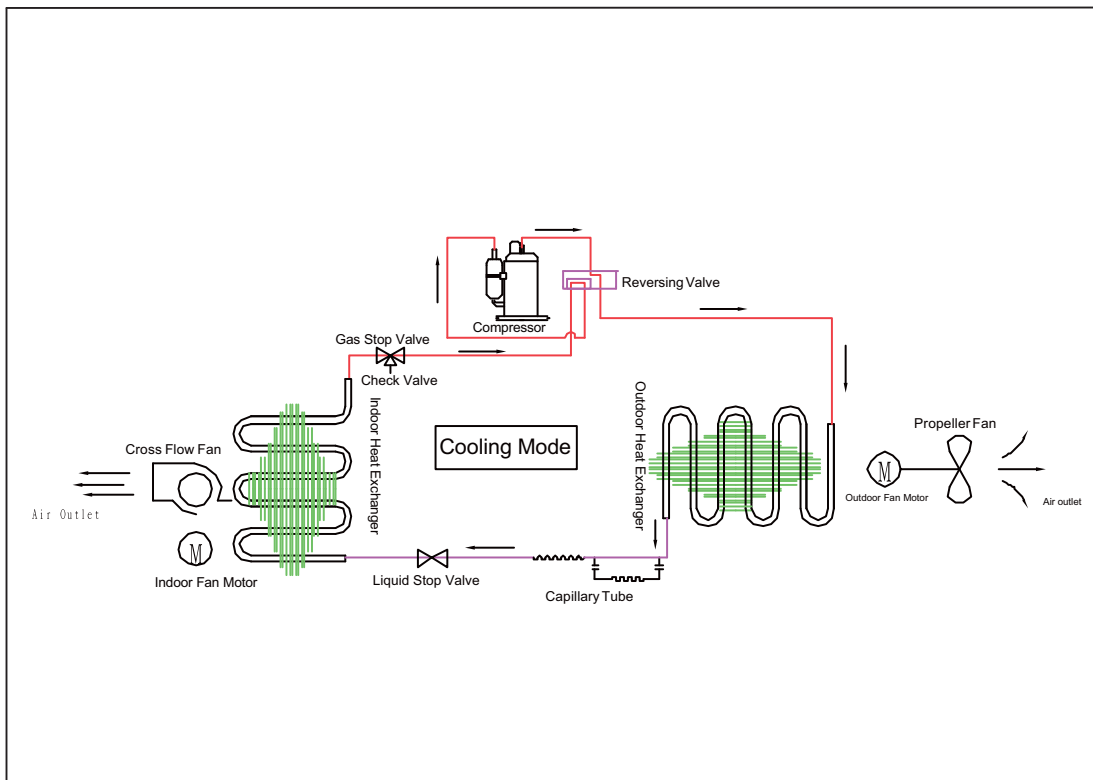 Reversing Valve
Compressor
Gas Stop Valve
Check Valve
Indoor Heat Exchanger
Outdoor Heat Exchanger
Cooling Mode
Propeller Fan
Cross Flow Fan
M
Outdoor Fan Motor
Air outlet
Air Outlet
M
Indoor Fan Motor
Liquid Stop Valve
Capillary Tube